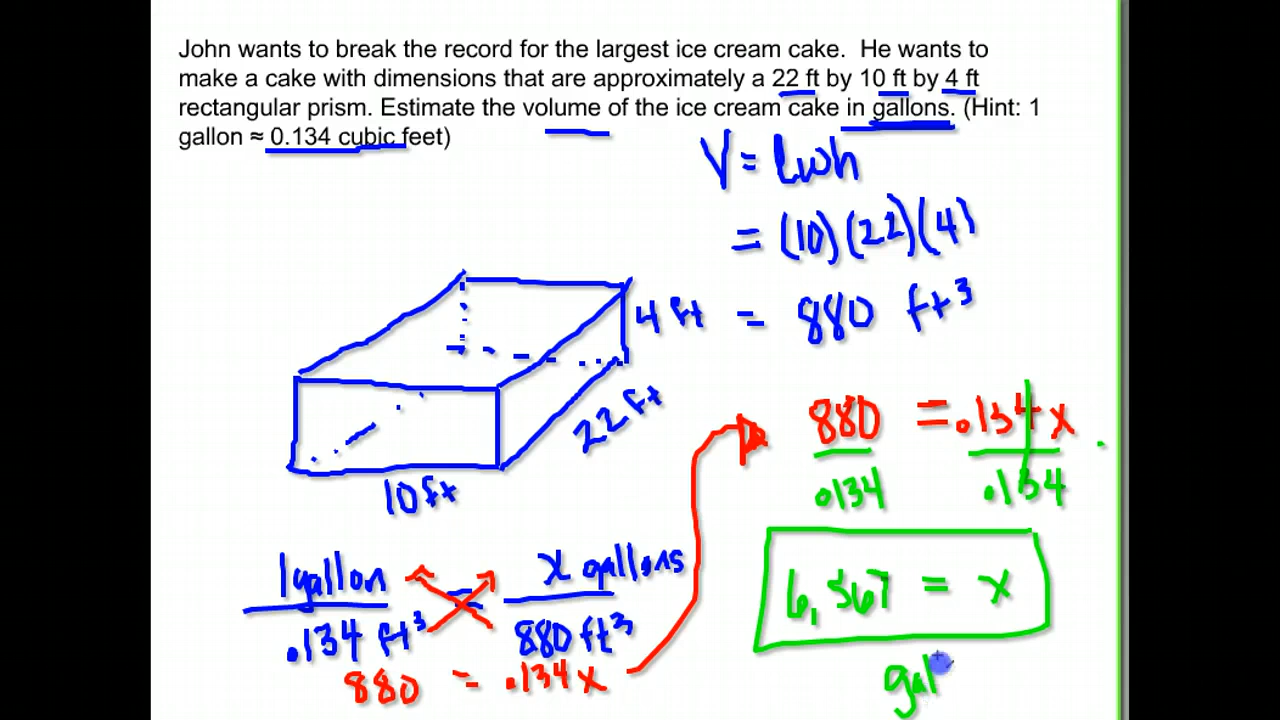 John wants to break the record for the largest ice cream cake. He wants to
make a cake with dimensions that are approximately a 22 ft by 10 ft by 4 ft
rectangular prism. Estimate the volume of the ice cream cake in gallons. (Hint: 1
gallon ≈ 0.134 cubic feet)
V = lwh
= (10)(22)(4)
= 880 ft³
4 ft
22 ft
10 ft
880 = .134x
.134 .134
1 gallon = x gallons
.134 ft³ 880 ft³
880 = .134x
6,567 = x
gal